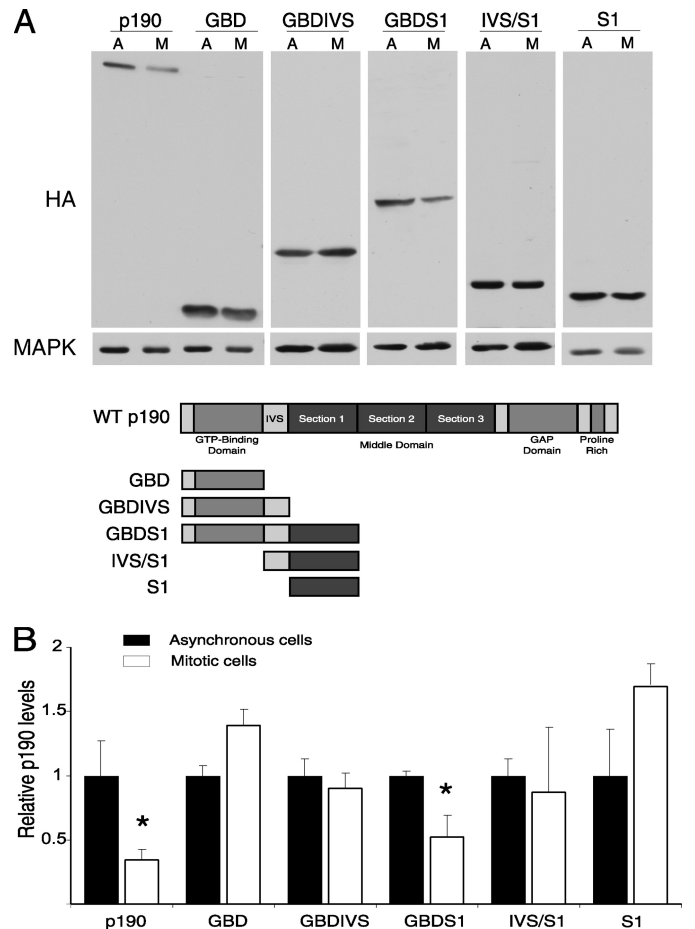 A
p190 GBD GBDIVS GBDS1 IVS/S1 S1
A M A M A M A M A M A M
HA
MAPK
WT p190
IVS Section 1 Section 2 Section 3
GTP-Binding Domain
Middle Domain
GAP Domain
Proline Rich
GBD
GBDIVS
GBDS1
IVS/S1
S1
B
Asynchronous cells
Mitotic cells
Relative p190 levels
2
1.5
1
0.5
* *
p190 GBD GBDIVS GBDS1 IVS/S1 S1